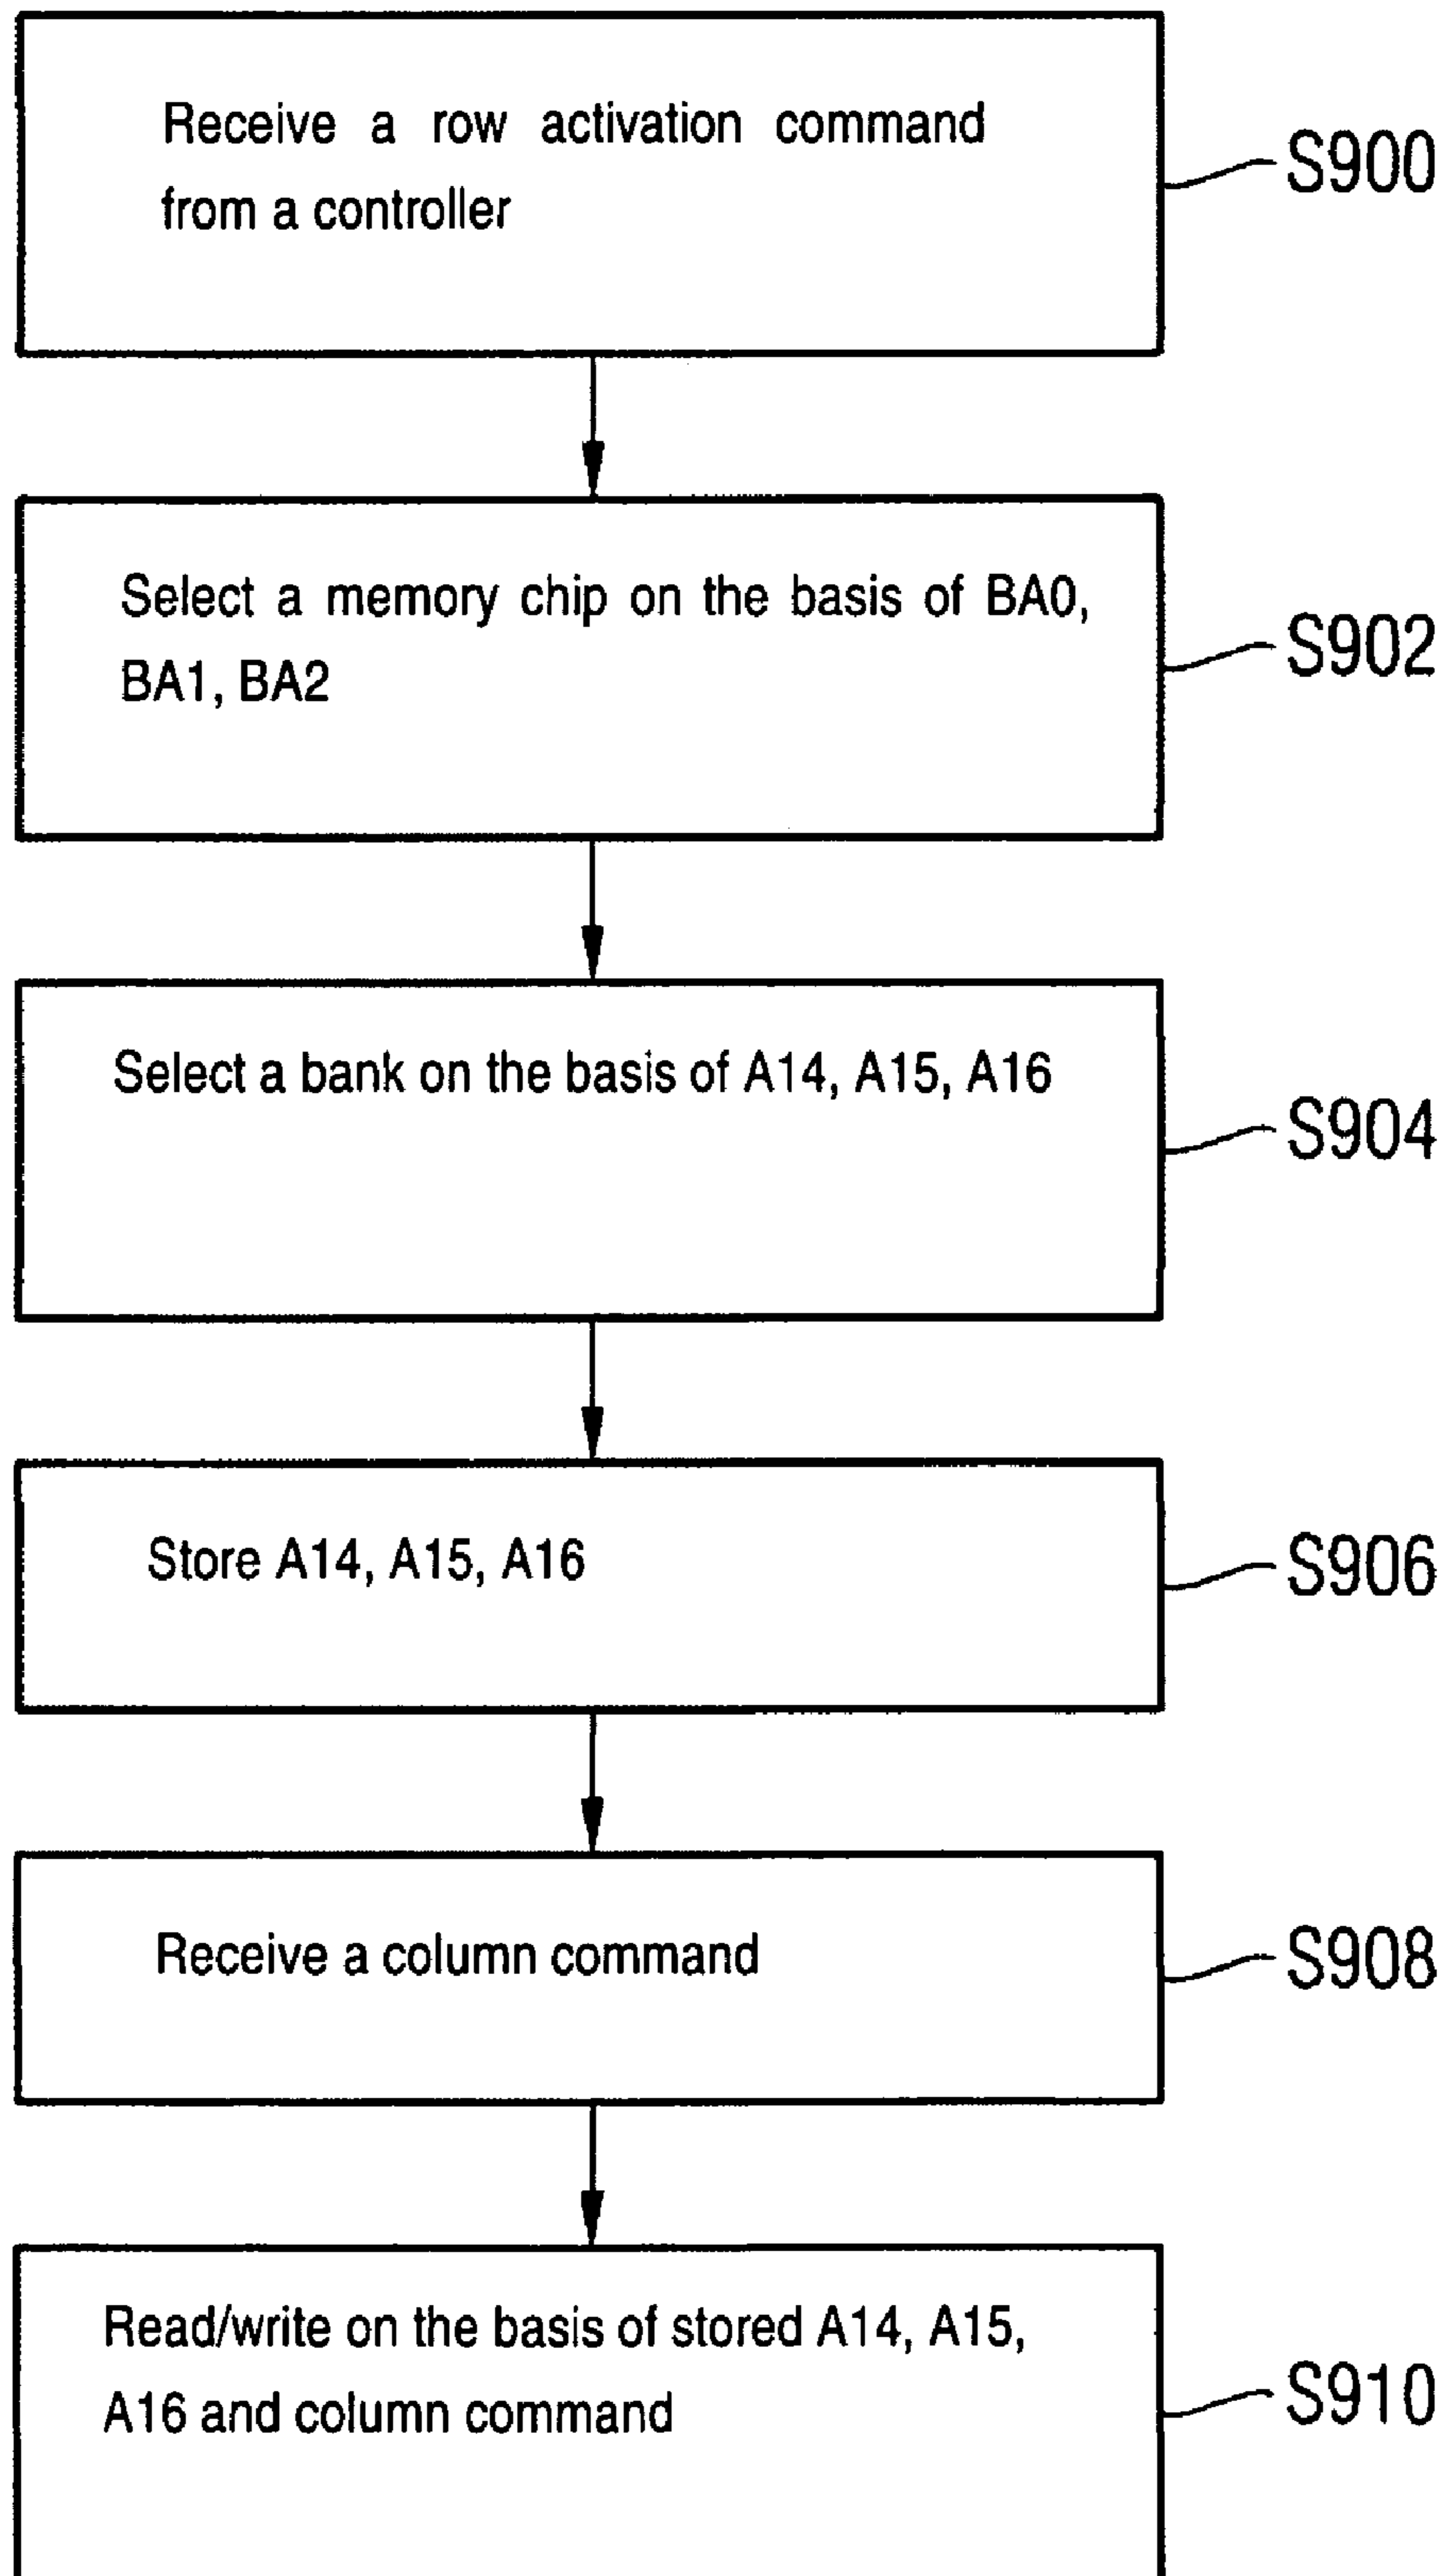 Receive a row activation command
from a controller
S900
Select a memory chip on the basis of BA0,
BA1, BA2
S902
Select a bank on the basis of A14, A15, A16
S904
Store A14, A15, A16
S906
Receive a column command
S908
Read/write on the basis of stored A14, A15,
A16 and column command
S910